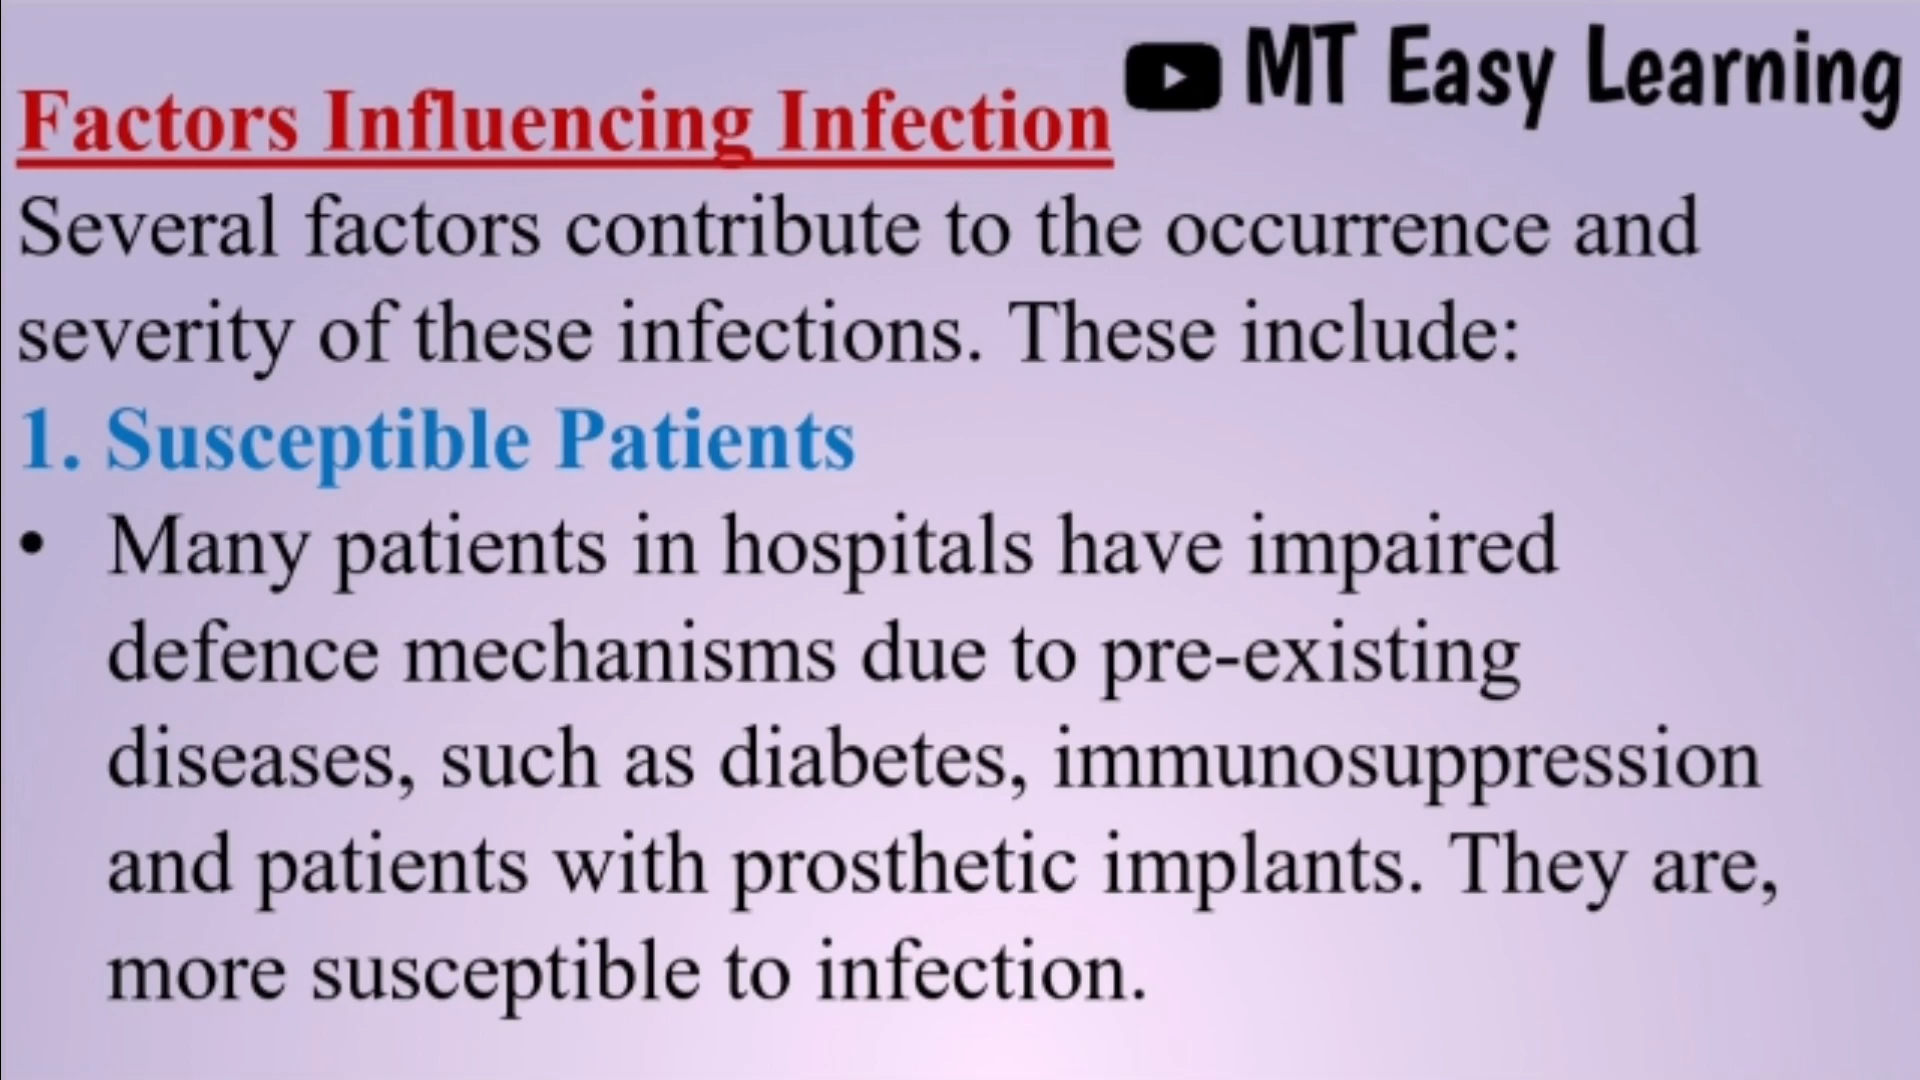 MT Easy Learning
Factors Influencing Infection
Several factors contribute to the occurrence and
severity of these infections. These include:
1. Susceptible Patients
• Many patients in hospitals have impaired
defence mechanisms due to pre-existing
diseases, such as diabetes, immunosuppression
and patients with prosthetic implants. They are,
more susceptible to infection.